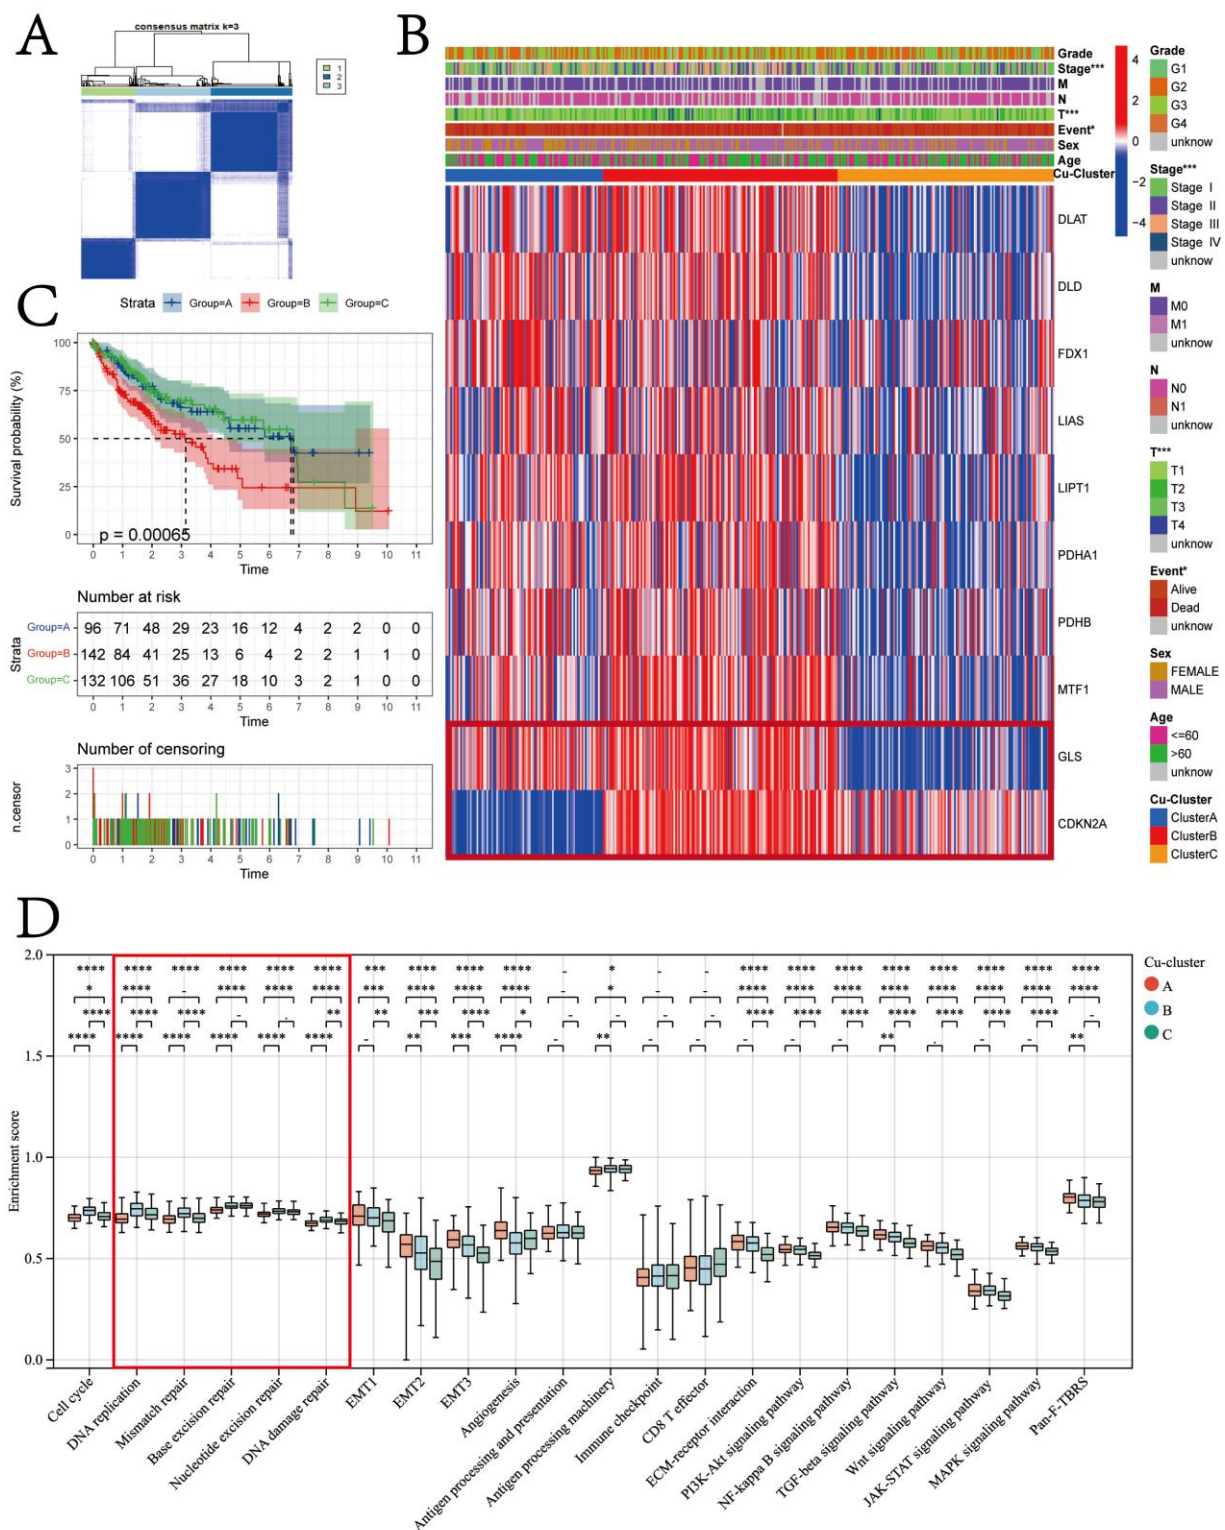 A
consensus matrix k=3
1
2
3
B
Grade
Stage***
M
N
T***
Event*
Sex
Age
Cu-Cluster
DLAT
DLD
FDX1
LIAS
LIPT1
PDHA1
PDHB
MTF1
GLS
CDKN2A
4
2
0
−2
−4
Grade
G1
G2
G3
G4
unknow
Stage***
Stage I
Stage II
Stage III
Stage IV
unknow
M
M0
M1
unknow
N
N0
N1
unknow
T***
T1
T2
T3
T4
unknow
Event*
Alive
Dead
unknow
Sex
FEMALE
MALE
Age
<=60
>60
unknow
Cu-Cluster
ClusterA
ClusterB
ClusterC
C
Strata Group=A Group=B Group=C
Survival probability (%)
100
75
50
25
0
p = 0.00065
0 1 2 3 4 5 6 7 8 9 10 11
Time
Number at risk
Strata
Group=A 96 71 48 29 23 16 12 4 2 2 0 0
Group=B 142 84 41 25 13 6 4 2 2 1 1 0
Group=C 132 106 51 36 27 18 10 3 2 1 0 0
0 1 2 3 4 5 6 7 8 9 10 11
Time
Number of censoring
n.censor
3
2
1
0
0 1 2 3 4 5 6 7 8 9 10 11
Time
D
Enrichment score
2.0
1.5
1.0
0.5
0.0
**** **** **** **** **** **** *** **** **** **** - * - - **** **** **** **** **** **** **** ****
* **** - **** **** **** *** **** **** **** - * - - **** **** **** **** **** **** **** ****
**** **** **** - . ** ** *** **** * - - - - **** **** **** **** **** **** **** -
**** **** **** **** **** **** - ** *** **** - ** - - - - - ** . - - **
Cu-cluster
A
B
C
Cell cycle
DNA replication
Mismatch repair
Base excision repair
Nucleotide excision repair
DNA damage repair
EMT1
EMT2
EMT3
Angiogenesis
Antigen processing and presentation
Antigen processing machinery
Immune checkpoint
CD8 T effector
ECM-receptor interaction
PI3K-Akt signaling pathway
NF-kappa B signaling pathway
TGF-beta signaling pathway
Wnt signaling pathway
JAK-STAT signaling pathway
MAPK signaling pathway
Pan-F-TBRS